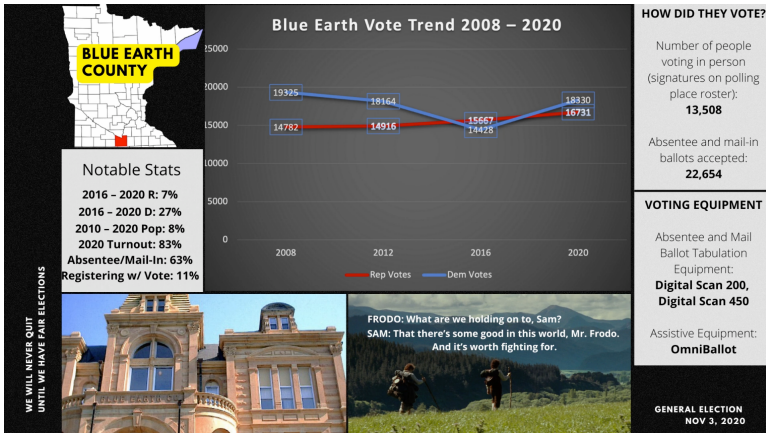 BLUE EARTH
COUNTY
Notable Stats
2016 – 2020 R: 7%
2016 – 2020 D: 27%
2010 – 2020 Pop: 8%
2020 Turnout: 83%
Absentee/Mail-In: 63%
Registering w/ Vote: 11%
WE WILL NEVER QUIT
UNTIL WE HAVE FAIR ELECTIONS
Blue Earth Vote Trend 2008 – 2020
25000
20000
15000
10000
5000
0
19325
18164
14428
18330
14782
14916
15667
16731
2008
2012
2016
2020
Rep Votes
Dem Votes
FRODO: What are we holding on to, Sam?
SAM: That there's some good in this world, Mr. Frodo.
And it's worth fighting for.
HOW DID THEY VOTE?
Number of people
voting in person
(signatures on polling
place roster):
13,508
Absentee and mail-in
ballots accepted:
22,654
VOTING EQUIPMENT
Absentee and Mail
Ballot Tabulation
Equipment:
Digital Scan 200,
Digital Scan 450
Assistive Equipment:
OmniBallot
GENERAL ELECTION
NOV 3, 2020